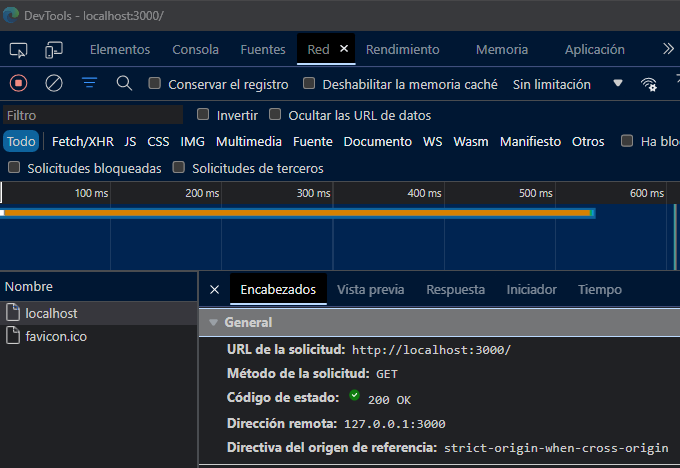 DevTools - localhost:3000/
Elementos Consola Fuentes Red Rendimiento Memoria Aplicación
Conservar el registro Deshabilitar la memoria caché Sin limitación
Filtro Invertir Ocultar las URL de datos
Todo Fetch/XHR JS CSS IMG Multimedia Fuente Documento WS Wasm Manifiesto Otros Ha blo
Solicitudes bloqueadas Solicitudes de terceros
100 ms 200 ms 300 ms 400 ms 500 ms 600 ms
Nombre
localhost
favicon.ico
Encabezados Vista previa Respuesta Iniciador Tiempo
General
URL de la solicitud: http://localhost:3000/
Método de la solicitud: GET
Código de estado: 200 OK
Dirección remota: 127.0.0.1:3000
Directiva del origen de referencia: strict-origin-when-cross-origin